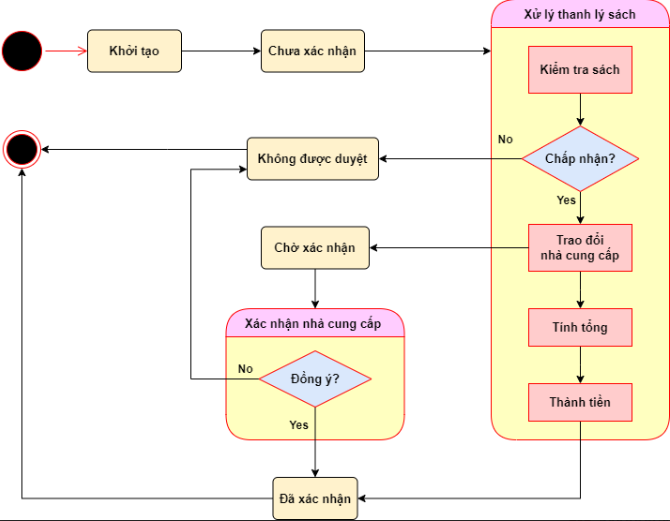 Xử lý thanh lý sách
Khởi tạo
Chưa xác nhận
Kiểm tra sách
No
Không được duyệt
Chấp nhận?
Yes
Chờ xác nhận
Trao đổi
nhà cung cấp
Xác nhận nhà cung cấp
Tính tổng
No
Đồng ý?
Thành tiền
Yes
Đã xác nhận